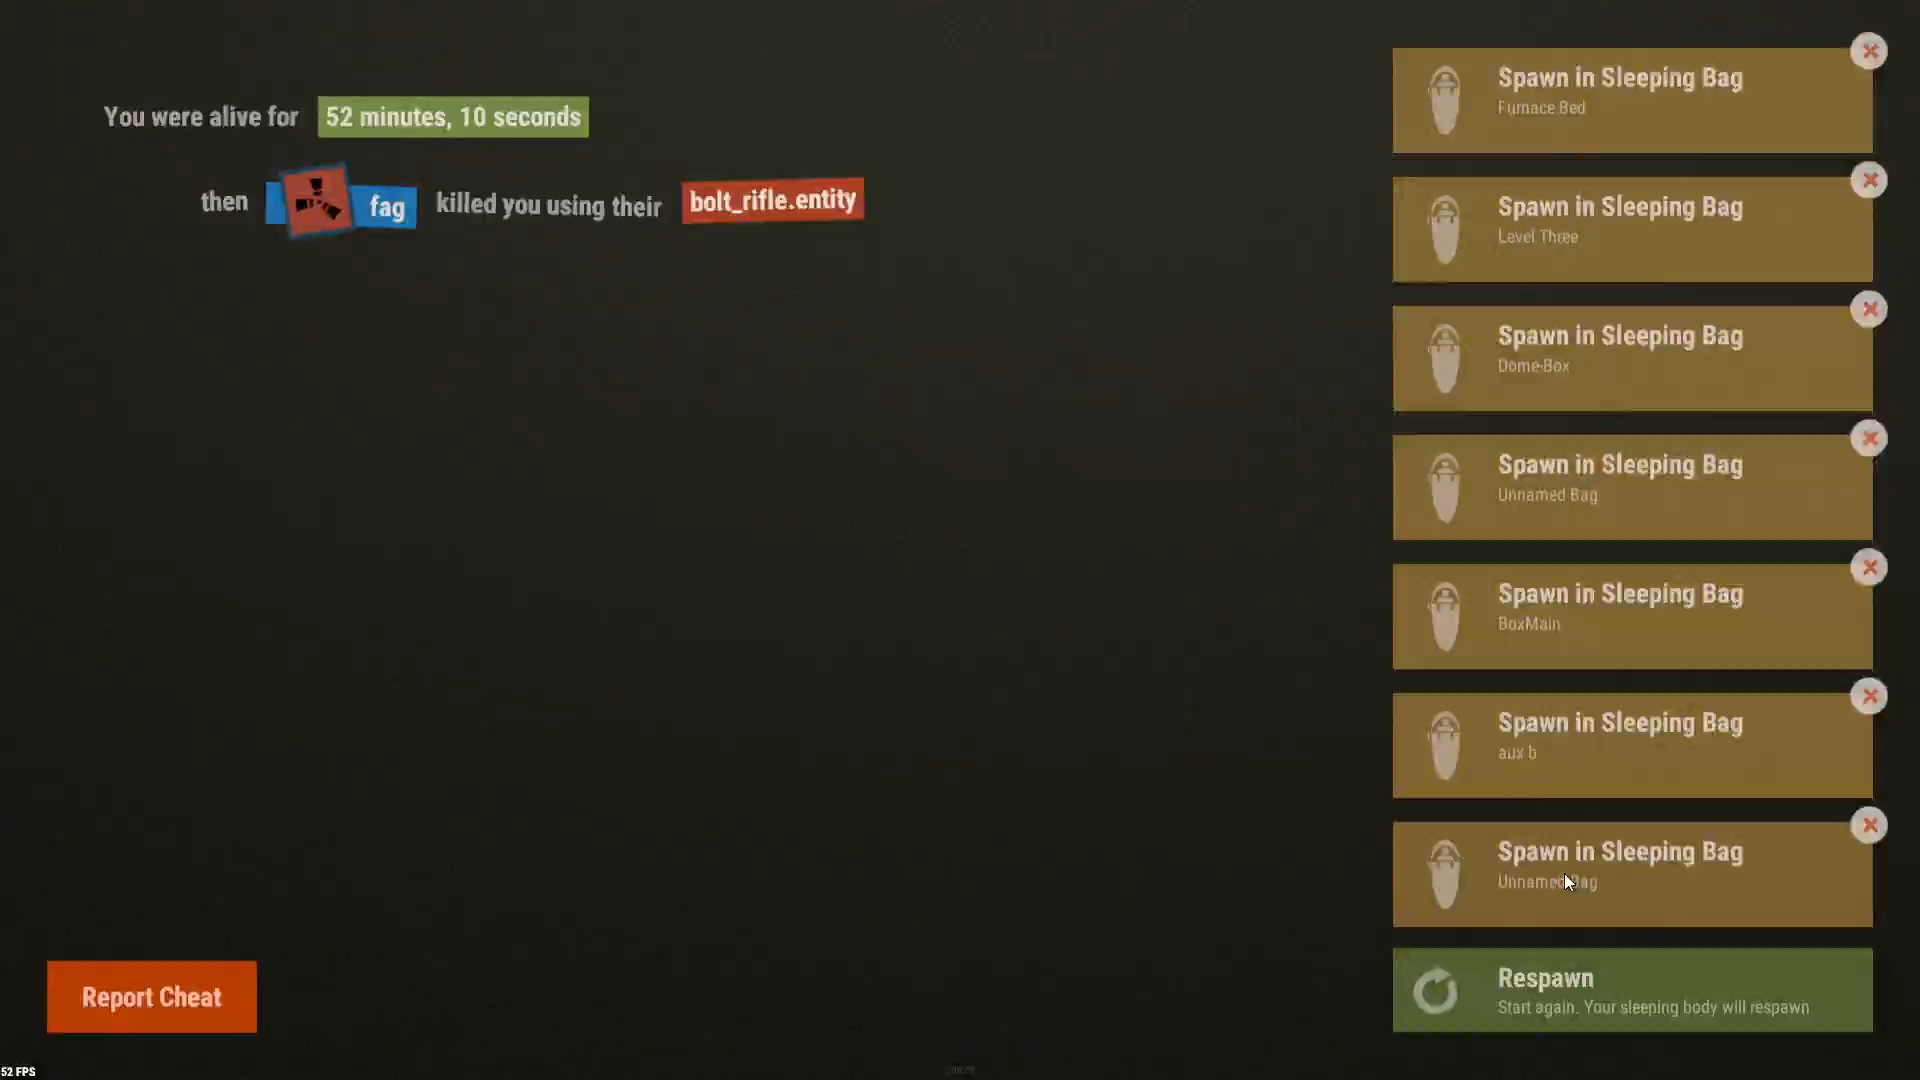 You were alive for 52 minutes, 10 seconds
then fag killed you using their bolt_rifle.entity
Spawn in Sleeping Bag
Furnace Bed
Spawn in Sleeping Bag
Level Three
Spawn in Sleeping Bag
Dome-Box
Spawn in Sleeping Bag
Unnamed Bag
Spawn in Sleeping Bag
BoxMain
Spawn in Sleeping Bag
aux b
Spawn in Sleeping Bag
Unnamed Bag
Respawn
Start again. Your sleeping body will respawn
Report Cheat
52 FPS